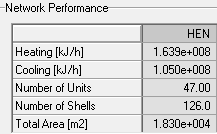 Network Performance
HEN
Heating [kJ/h] 1.639e+008
Cooling [kJ/h] 1.050e+008
Number of Units 47.00
Number of Shells 126.0
Total Area [m2] 1.830e+004